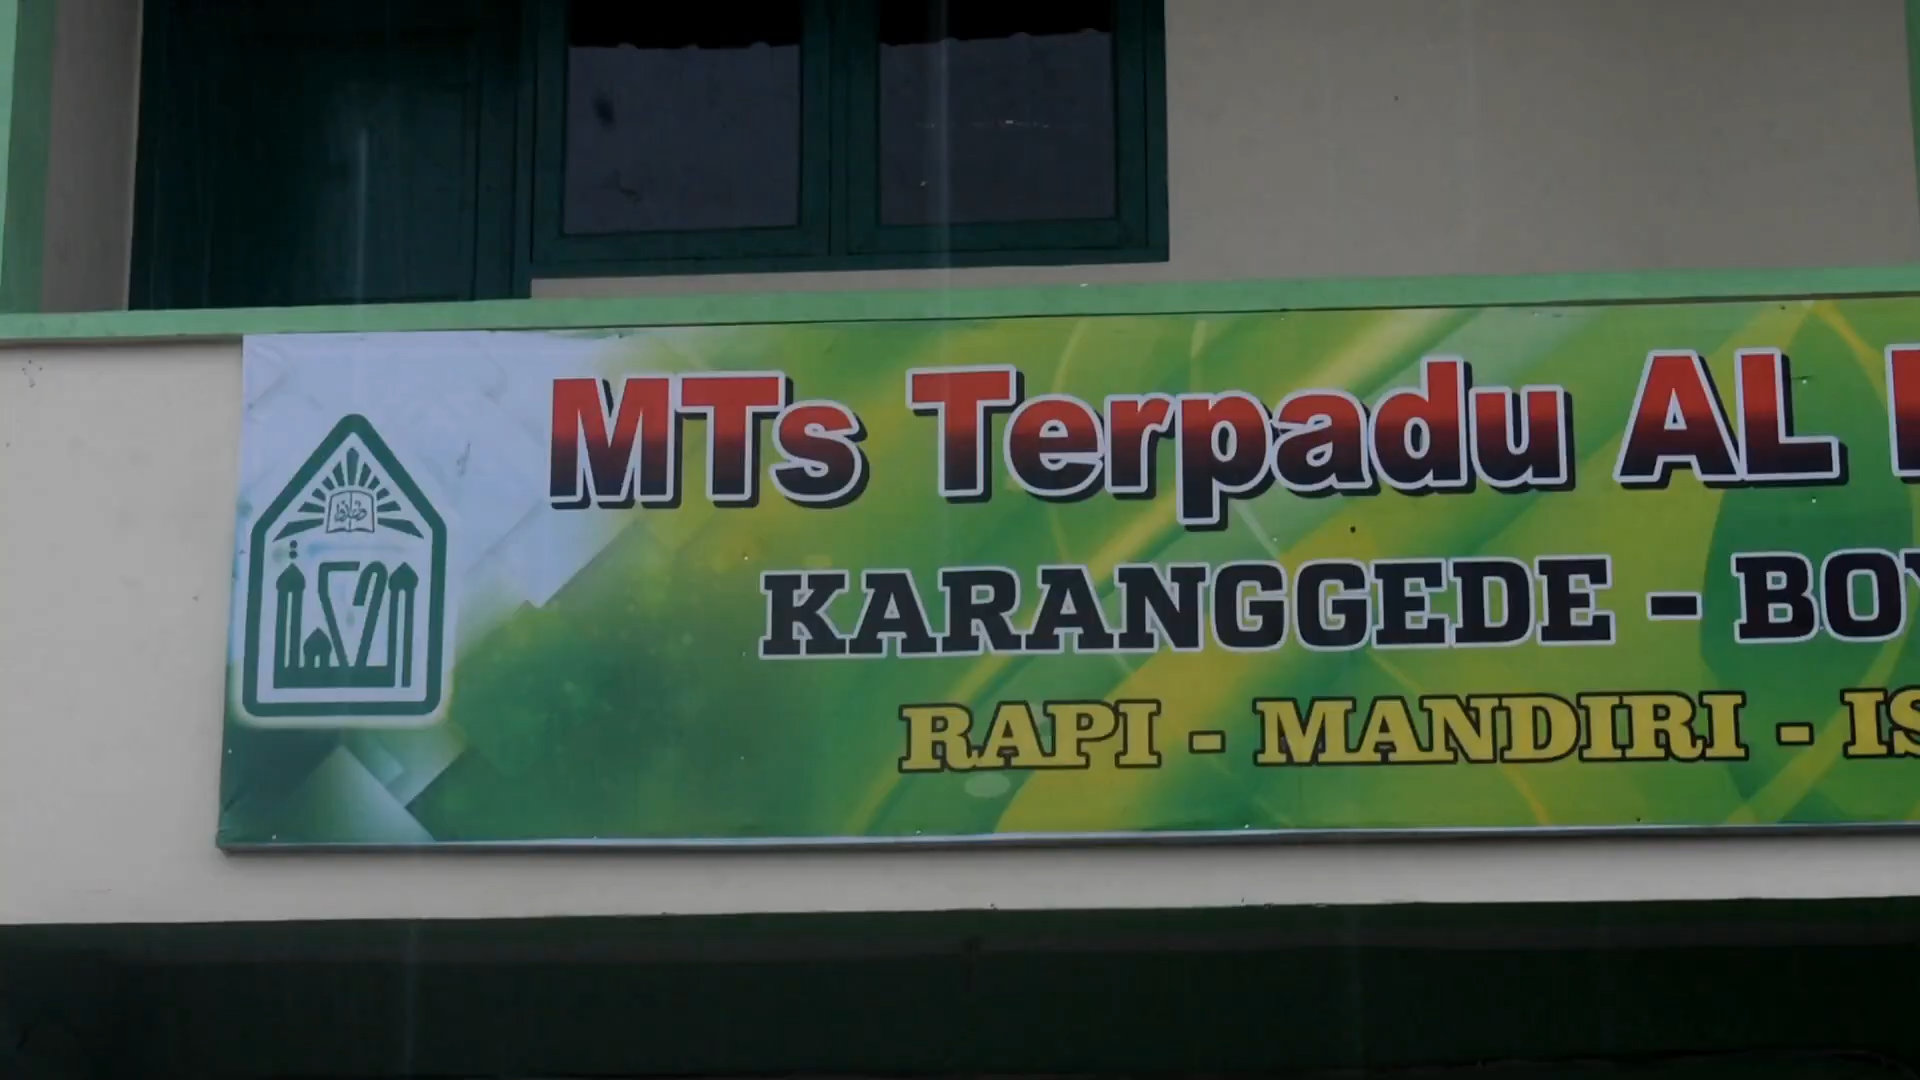 MTs Terpadu AL
KARANGGEDE -
RAPI - MANDIRI -